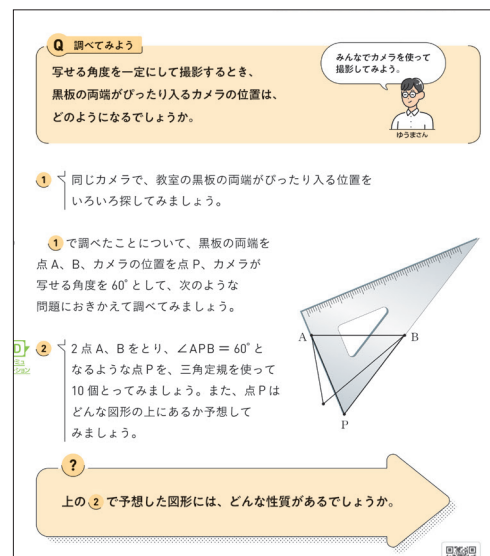 Q 調べてみよう
写せる角度を一定にして撮影するとき、
黒板の両端がぴったり入るカメラの位置は、
どのようになるでしょうか。
みんなでカメラを使って
撮影してみよう。
ゆうまさん
1 同じカメラで、教室の黒板の両端がぴったり入る位置を
いろいろ探してみましょう。
1 で調べたことについて、黒板の両端を
点 A、B、カメラの位置を点 P、カメラが
写せる角度を 60° として、次のような
問題におきかえて調べてみましょう。
2 2 点 A、B をとり、∠APB = 60° と
なるような点 P を、三角定規を使って
10 個とってみましょう。また、点 P は
どんな図形の上にあるか予想して
みましょう。
A
B
P
?
上の 2 で予想した図形には、どんな性質があるでしょうか。